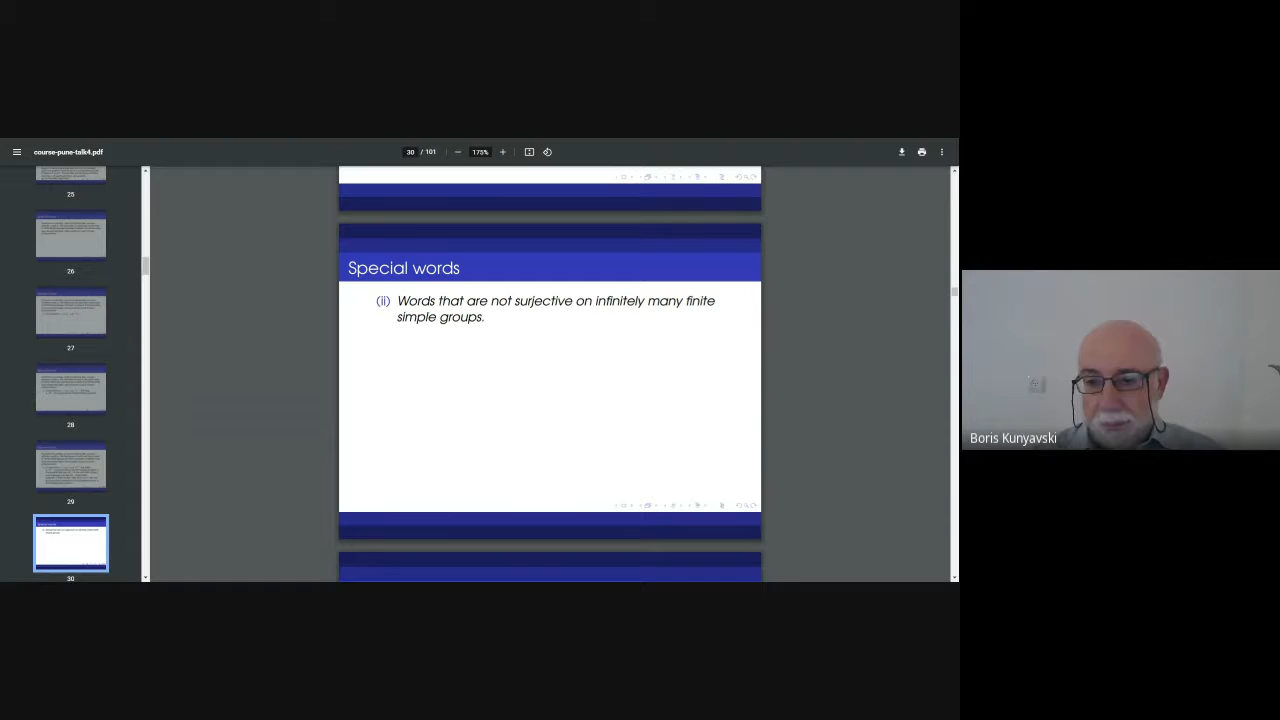 course-pune-talk4.pdf
30 / 101
175%
25
26
27
28
29
30
Special words
(ii) Words that are not surjective on infinitely many finite
simple groups.
Boris Kunyavski